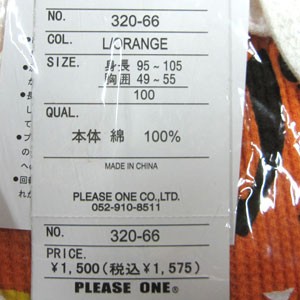 NO. 320-66
COL. L/ORANGE
SIZE. 身長 95 ~ 105
胸囲 49 ~ 55
100
QUAL.
本体 綿 100%
MADE IN CHINA
PLEASE ONE CO.,LTD.
052-910-8511
NO. 320-66
PRICE.
¥1,500(税込¥1,575)
PLEASE ONE®